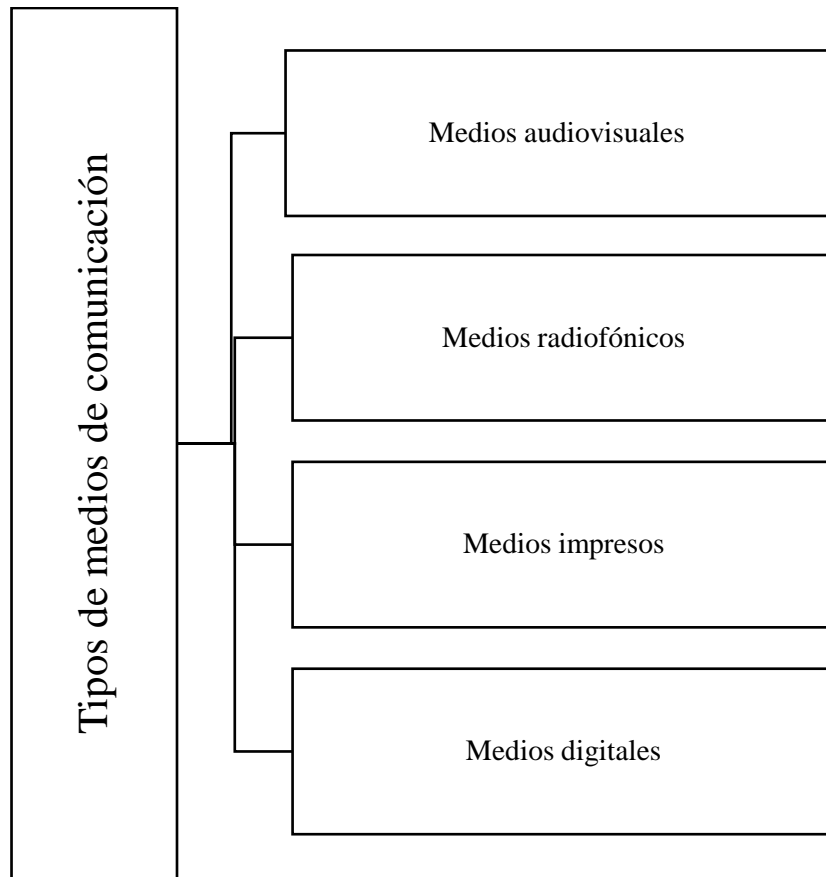 Tipos de medios de comunicación
Medios audiovisuales
Medios radiofónicos
Medios impresos
Medios digitales